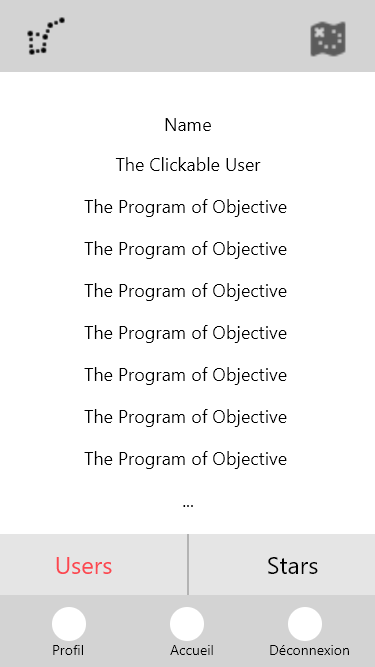 Name
The Clickable User
The Program of Objective
The Program of Objective
The Program of Objective
The Program of Objective
The Program of Objective
The Program of Objective
The Program of Objective
...
Users Stars
Profil Accueil Déconnexion